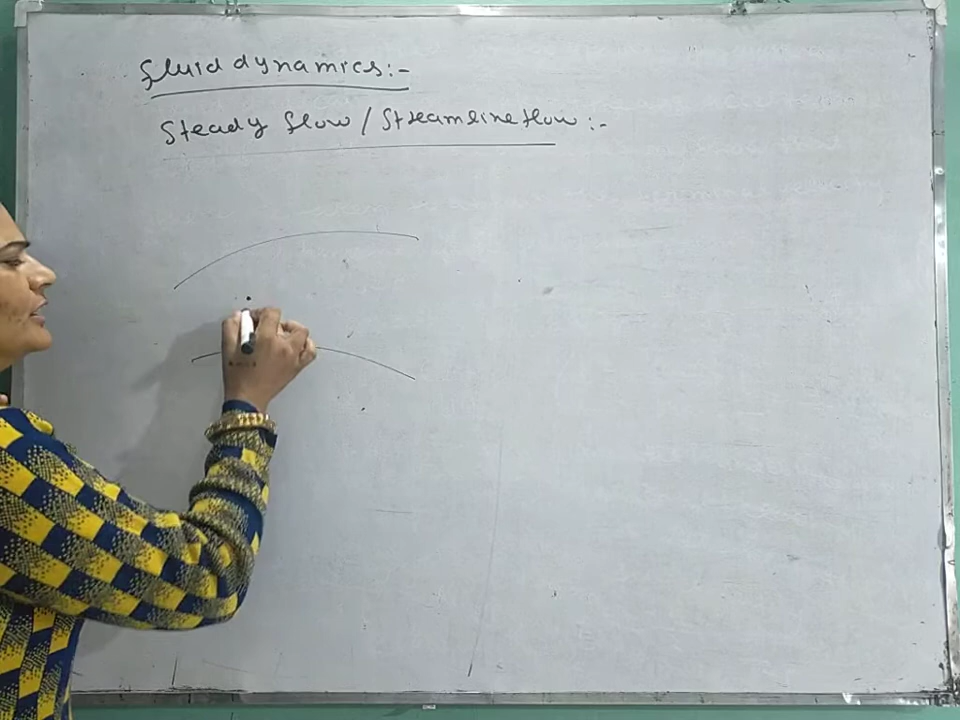 fluid dynamics:-
Steady flow / Streamline flow :-